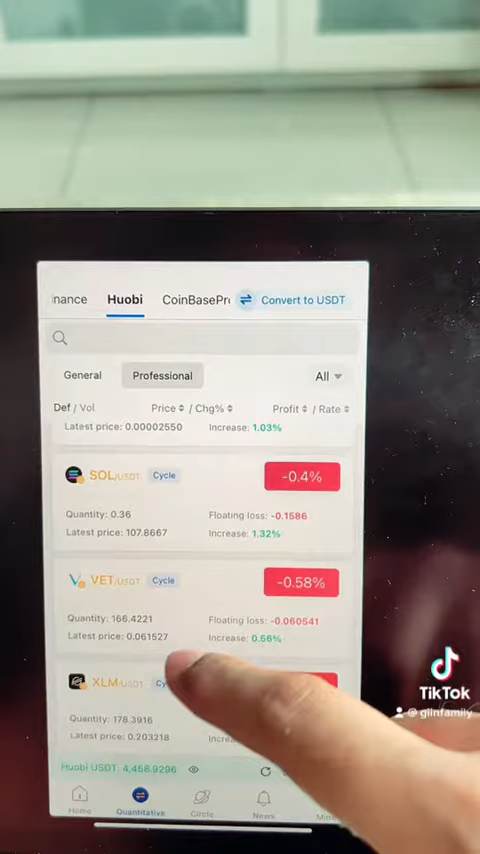 inance Huobi CoinBasePr Convert to USDT
General Professional All
Def / Vol Price / Chg% Profit / Rate
Latest price: 0.00002550 Increase: 1.03%
SOL/USDT Cycle -0.4%
Quantity: 0.36 Floating loss: -0.1586
Latest price: 107.8667 Increase: 1.32%
VET/USDT Cycle -0.58%
Quantity: 166.4221 Floating loss: -0.060541
Latest price: 0.061527 Increase: 0.56%
XLM/USDT Cy
Quantity: 178.3916
Latest price: 0.203218 Increa
Huobi USDT: 4,458.9296
Home Quantitative Circle News Min
TikTok
@giinfamily